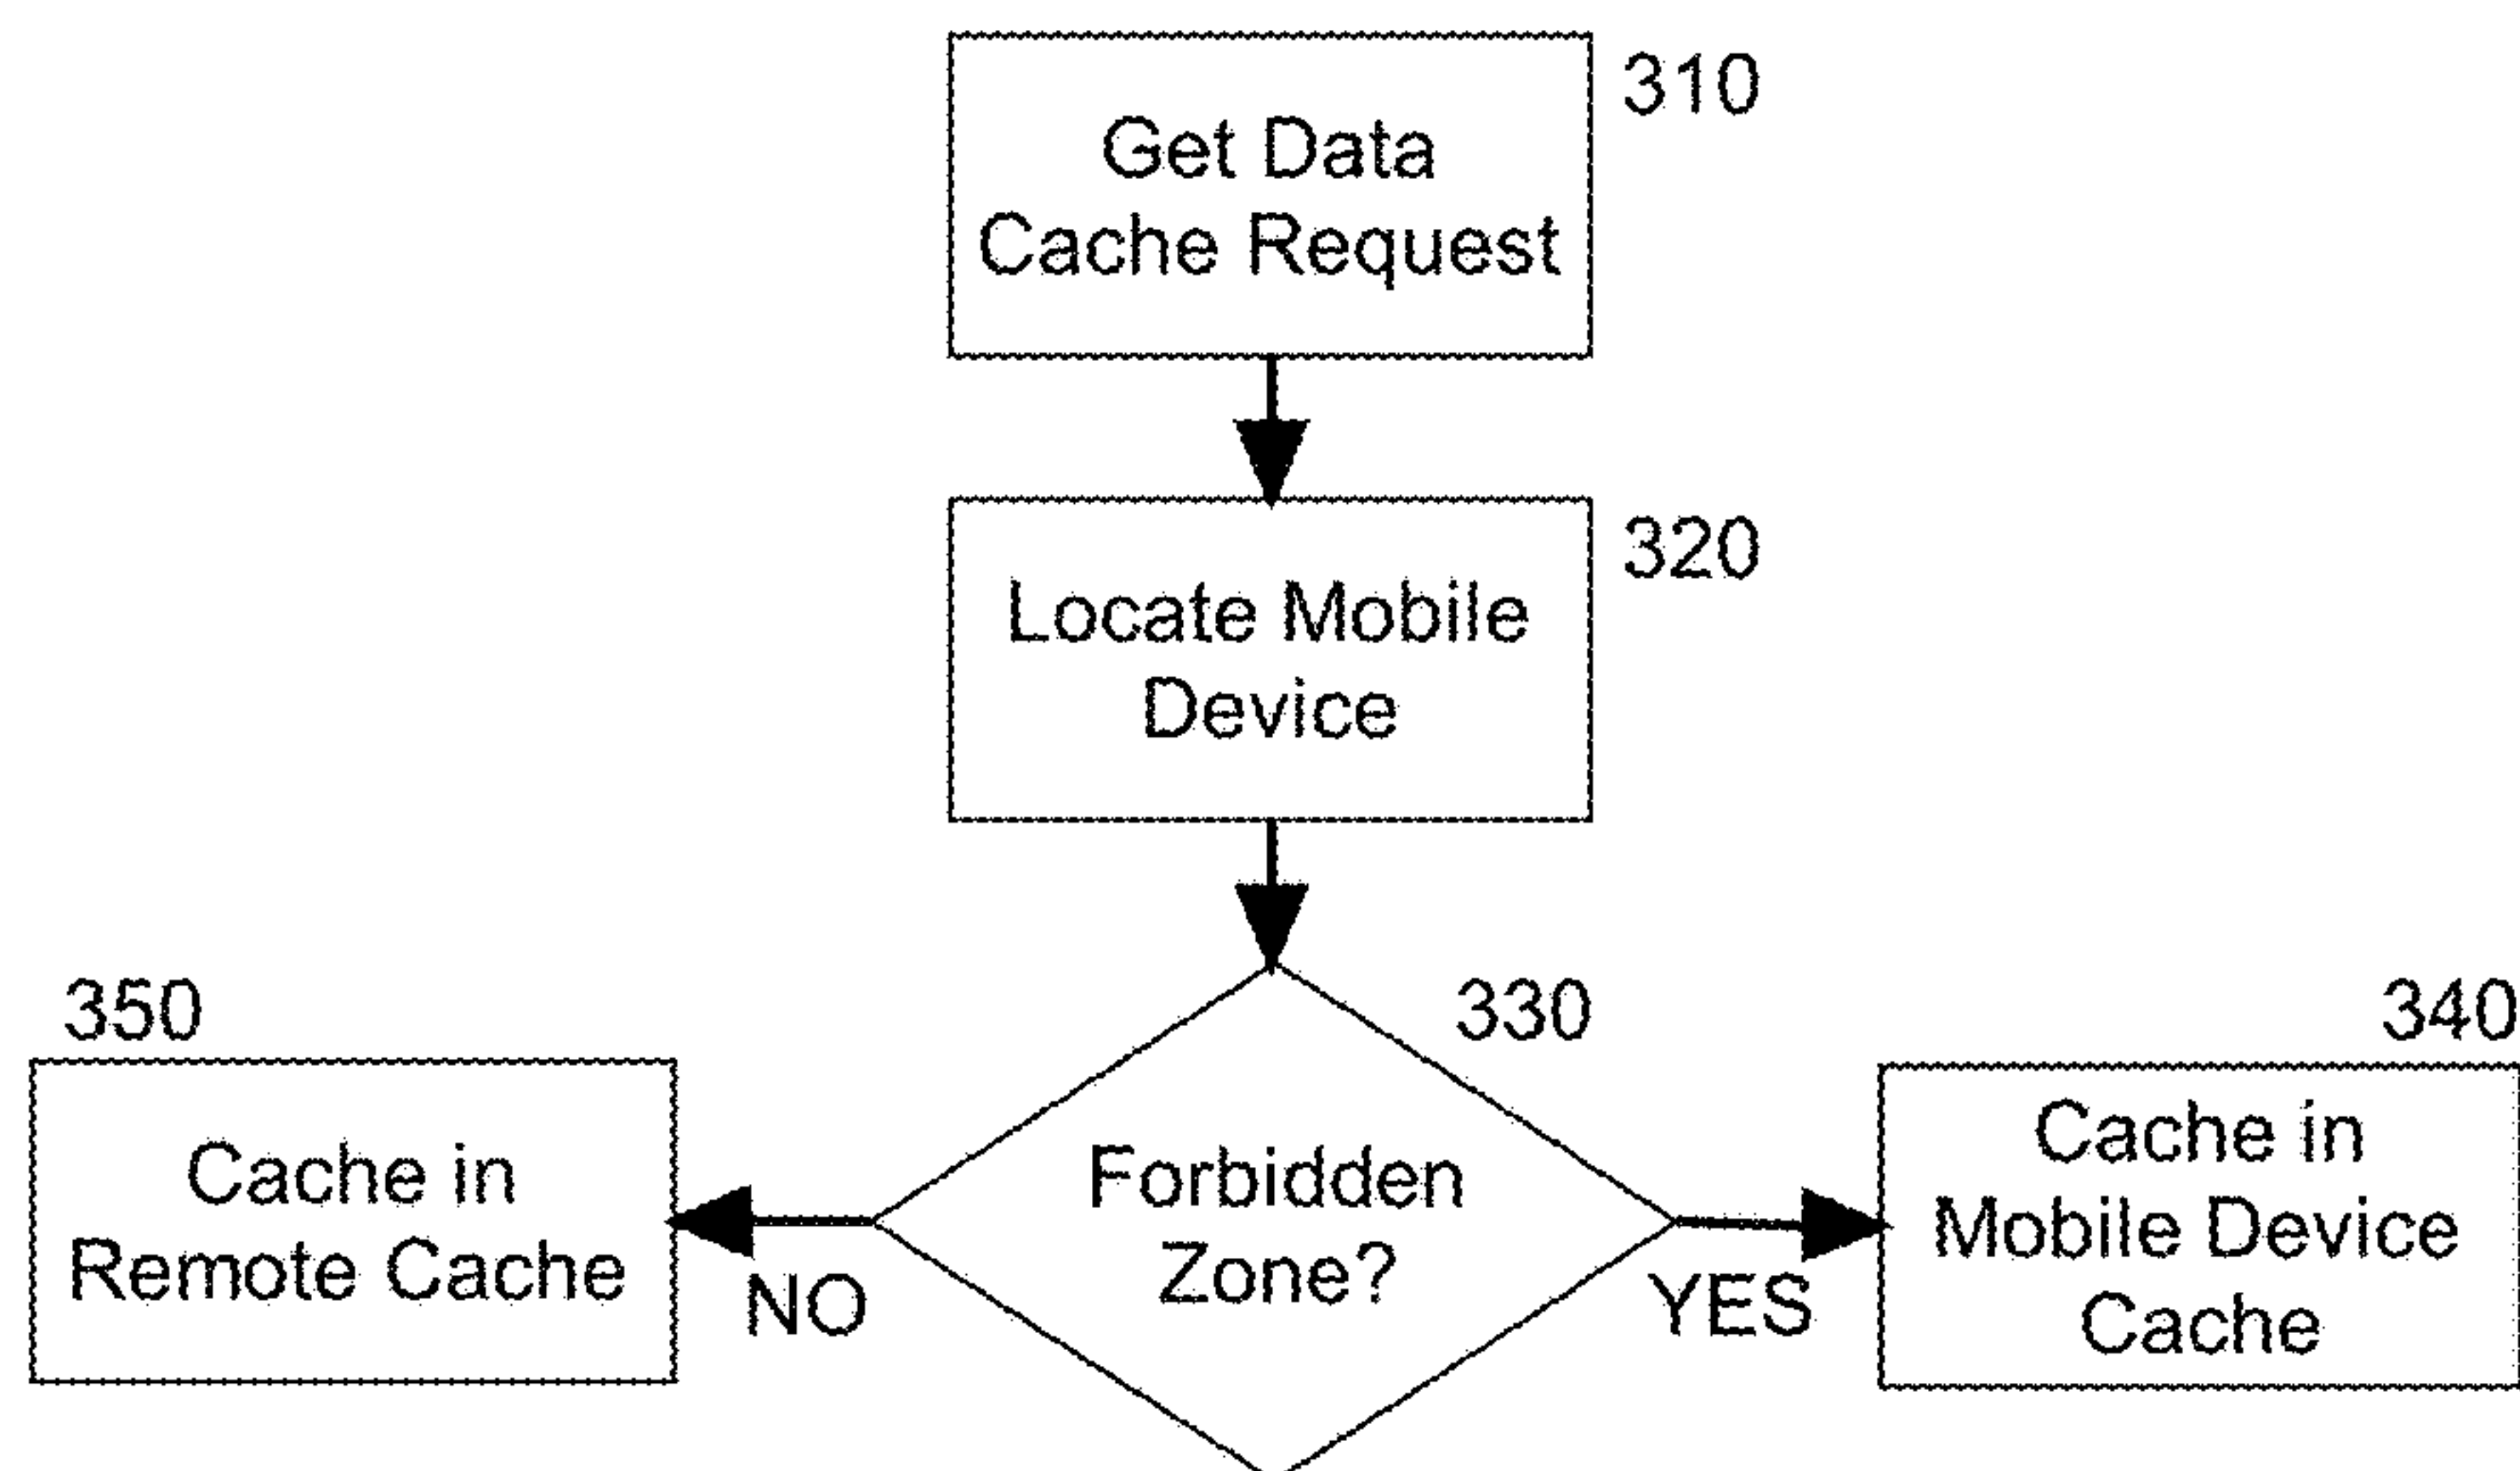 310
Get Data
Cache Request
320
Locate Mobile
Device
350
330
340
Cache in
Remote Cache
NO
Forbidden
Zone?
YES
Cache in
Mobile Device
Cache